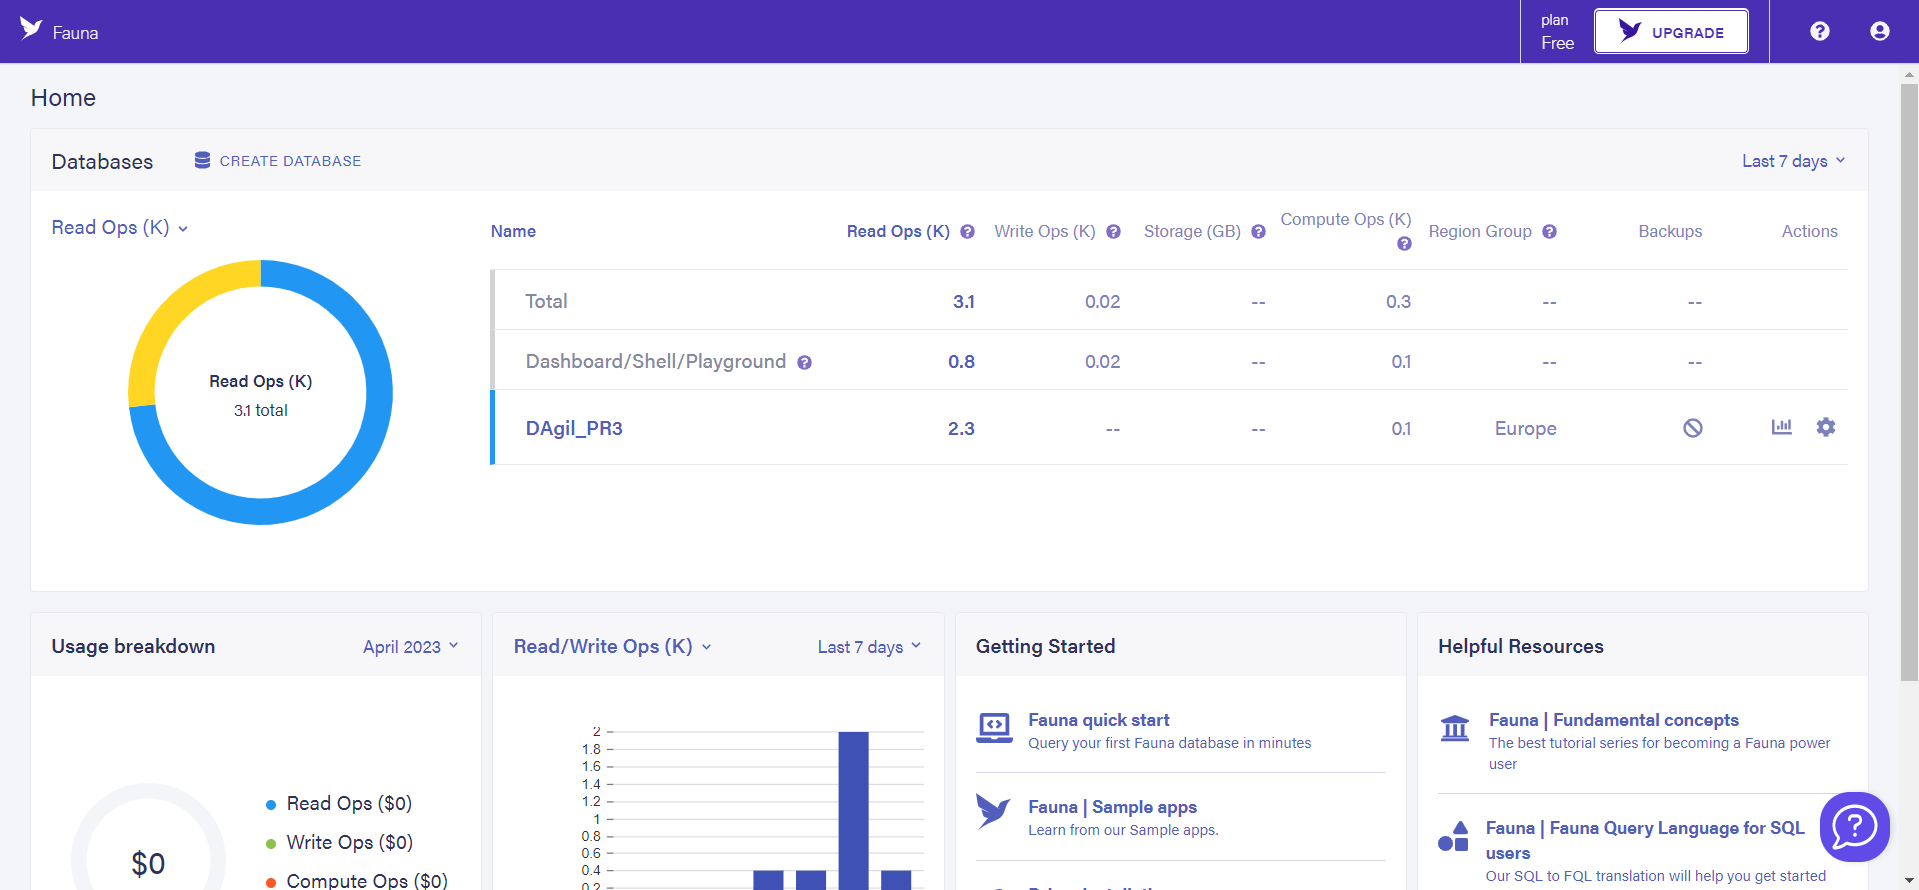 Fauna
plan
Free
UPGRADE
Home
Databases
CREATE DATABASE
Last 7 days
Read Ops (K)
Read Ops (K)
3.1 total
Name Read Ops (K) Write Ops (K) Storage (GB) Compute Ops (K) Region Group Backups Actions
Total 3.1 0.02 -- 0.3 -- --
Dashboard/Shell/Playground 0.8 0.02 -- 0.1 -- --
DAgil_PR3 2.3 -- -- 0.1 Europe
Usage breakdown
April 2023
$0
Read Ops ($0)
Write Ops ($0)
Compute Ops ($0)
Read/Write Ops (K)
Last 7 days
2
1.8
1.6
1.4
1.2
1
0.8
0.6
0.4
0.2
Getting Started
Fauna quick start
Query your first Fauna database in minutes
Fauna | Sample apps
Learn from our Sample apps.
Helpful Resources
Fauna | Fundamental concepts
The best tutorial series for becoming a Fauna power
user
Fauna | Fauna Query Language for SQL
users
Our SQL to FQL translation will help you get started